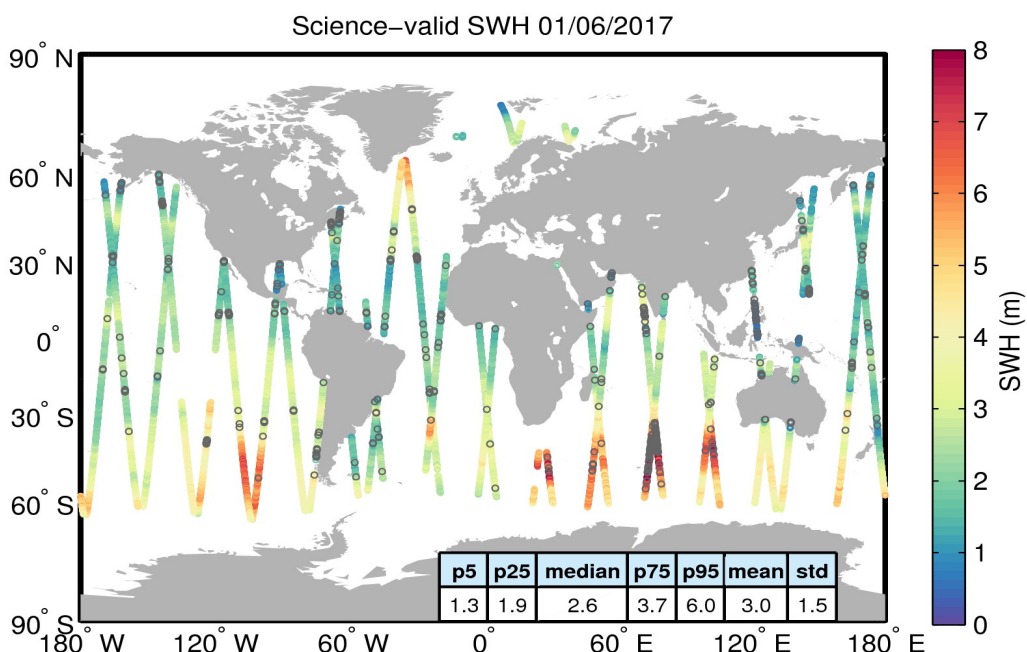 Science−valid SWH 01/06/2017
90° N
60° N
30° N
0°
30° S
60° S
90° S
180° W
120° W
60° W
0°
60° E
120° E
180° E
p5 p25 median p75 p95 mean std
1.3 1.9 2.6 3.7 6.0 3.0 1.5
8
7
6
5
4
3
2
1
0
SWH (m)